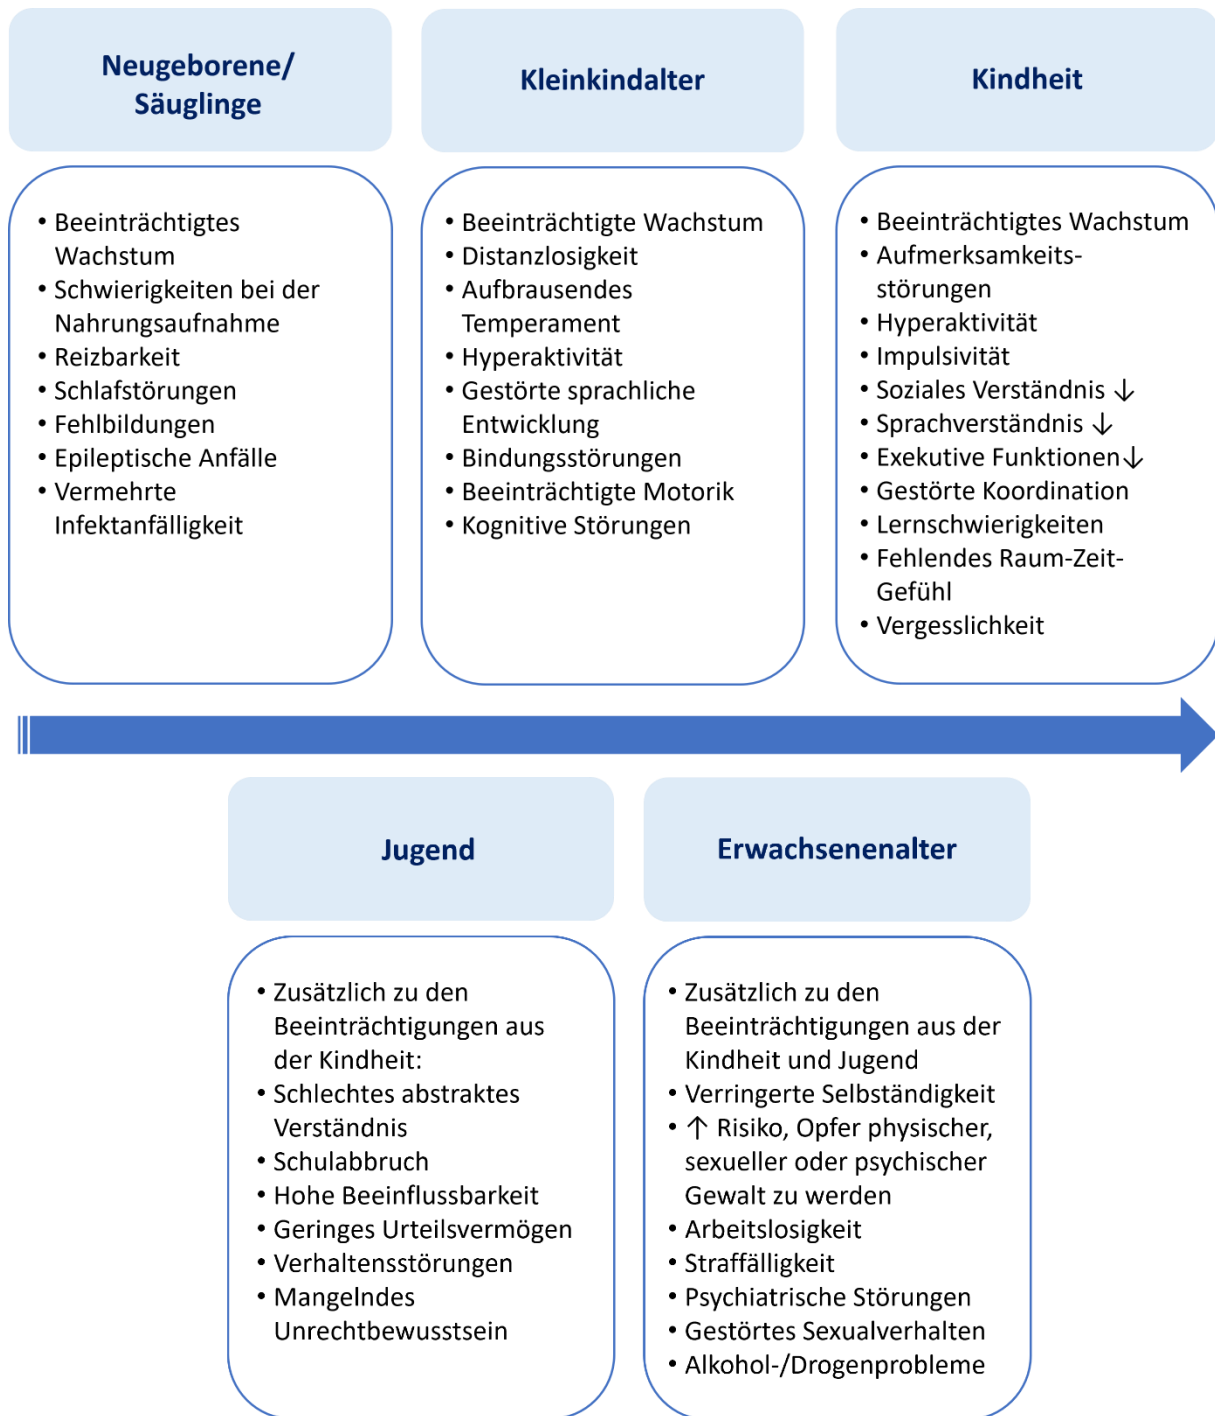 Neugeborene/
Säuglinge
• Beeinträchtigtes
Wachstum
• Schwierigkeiten bei der
Nahrungsaufnahme
• Reizbarkeit
• Schlafstörungen
• Fehlbildungen
• Epileptische Anfälle
• Vermehrte
Infektanfälligkeit
Kleinkindalter
• Beeinträchtigte Wachstum
• Distanzlosigkeit
• Aufbrausendes
Temperament
• Hyperaktivität
• Gestörte sprachliche
Entwicklung
• Bindungsstörungen
• Beeinträchtigte Motorik
• Kognitive Störungen
Kindheit
• Beeinträchtigtes Wachstum
• Aufmerksamkeits-
störungen
• Hyperaktivität
• Impulsivität
• Soziales Verständnis ↓
• Sprachverständnis ↓
• Exekutive Funktionen↓
• Gestörte Koordination
• Lernschwierigkeiten
• Fehlendes Raum-Zeit-
Gefühl
• Vergesslichkeit
Jugend
• Zusätzlich zu den
Beeinträchtigungen aus
der Kindheit:
• Schlechtes abstraktes
Verständnis
• Schulabbruch
• Hohe Beeinflussbarkeit
• Geringes Urteilsvermögen
• Verhaltensstörungen
• Mangelndes
Unrechtbewusstsein
Erwachsenenalter
• Zusätzlich zu den
Beeinträchtigungen aus der
Kindheit und Jugend
• Verringerte Selbständigkeit
• ↑ Risiko, Opfer physischer,
sexueller oder psychischer
Gewalt zu werden
• Arbeitslosigkeit
• Straffälligkeit
• Psychiatrische Störungen
• Gestörtes Sexualverhalten
• Alkohol-/Drogenprobleme